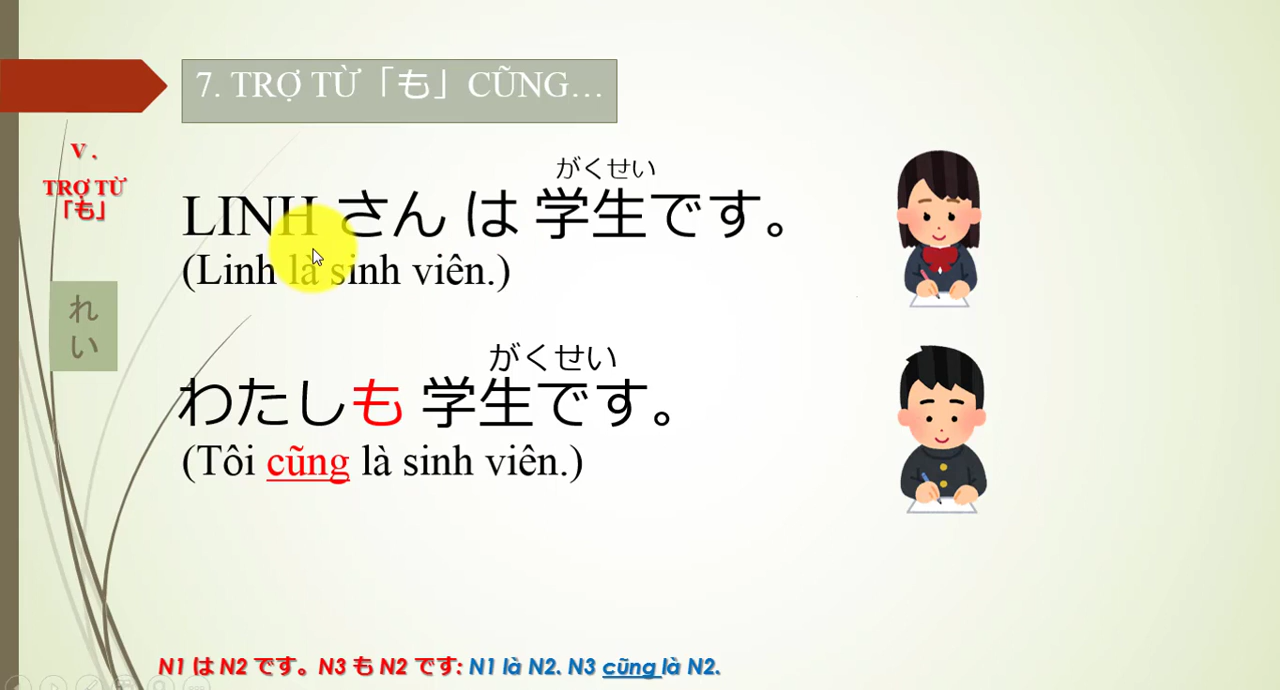 7. TRỢ TỪ「も」CŨNG…
V .
TRỢ TỪ
「も」
れ
い
がくせい
LINH さん は 学生です。
(Linh là sinh viên.)
がくせい
わたしも 学生です。
(Tôi cũng là sinh viên.)
N1 は N2 です。N3 も N2 です: N1 là N2. N3 cũng là N2.